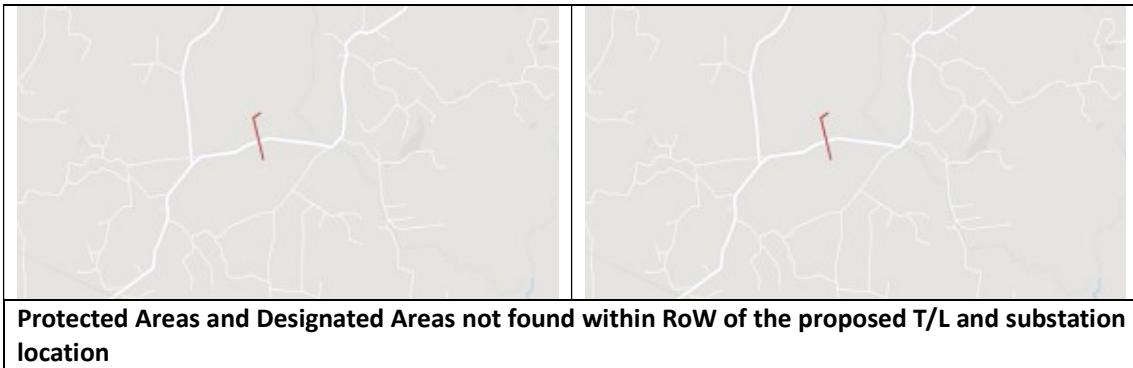 Protected Areas and Designated Areas not found within RoW of the proposed T/L and substation
location